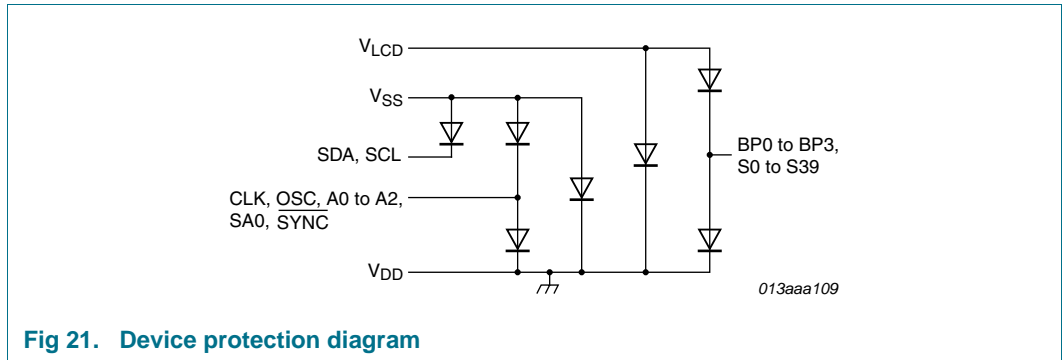 VLCD
VSS
SDA, SCL
BP0 to BP3,
S0 to S39
CLK, OSC, A0 to A2,
SA0, SYNC
VDD
013aaa109
Fig 21. Device protection diagram